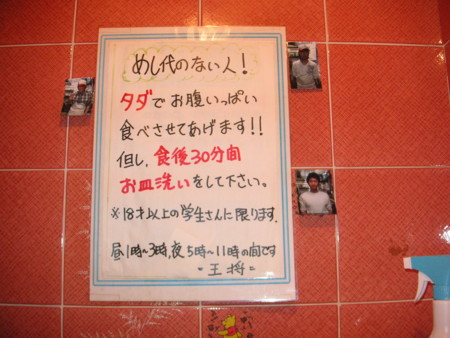 めし代のない人!
タダでお腹いっぱい
食べさせてあげます!!
但し、食後30分間
お皿洗いをして下さい。
※18才以上の学生さんに限ります。
昼1時〜3時、夜5時〜11時の間です
-王将-